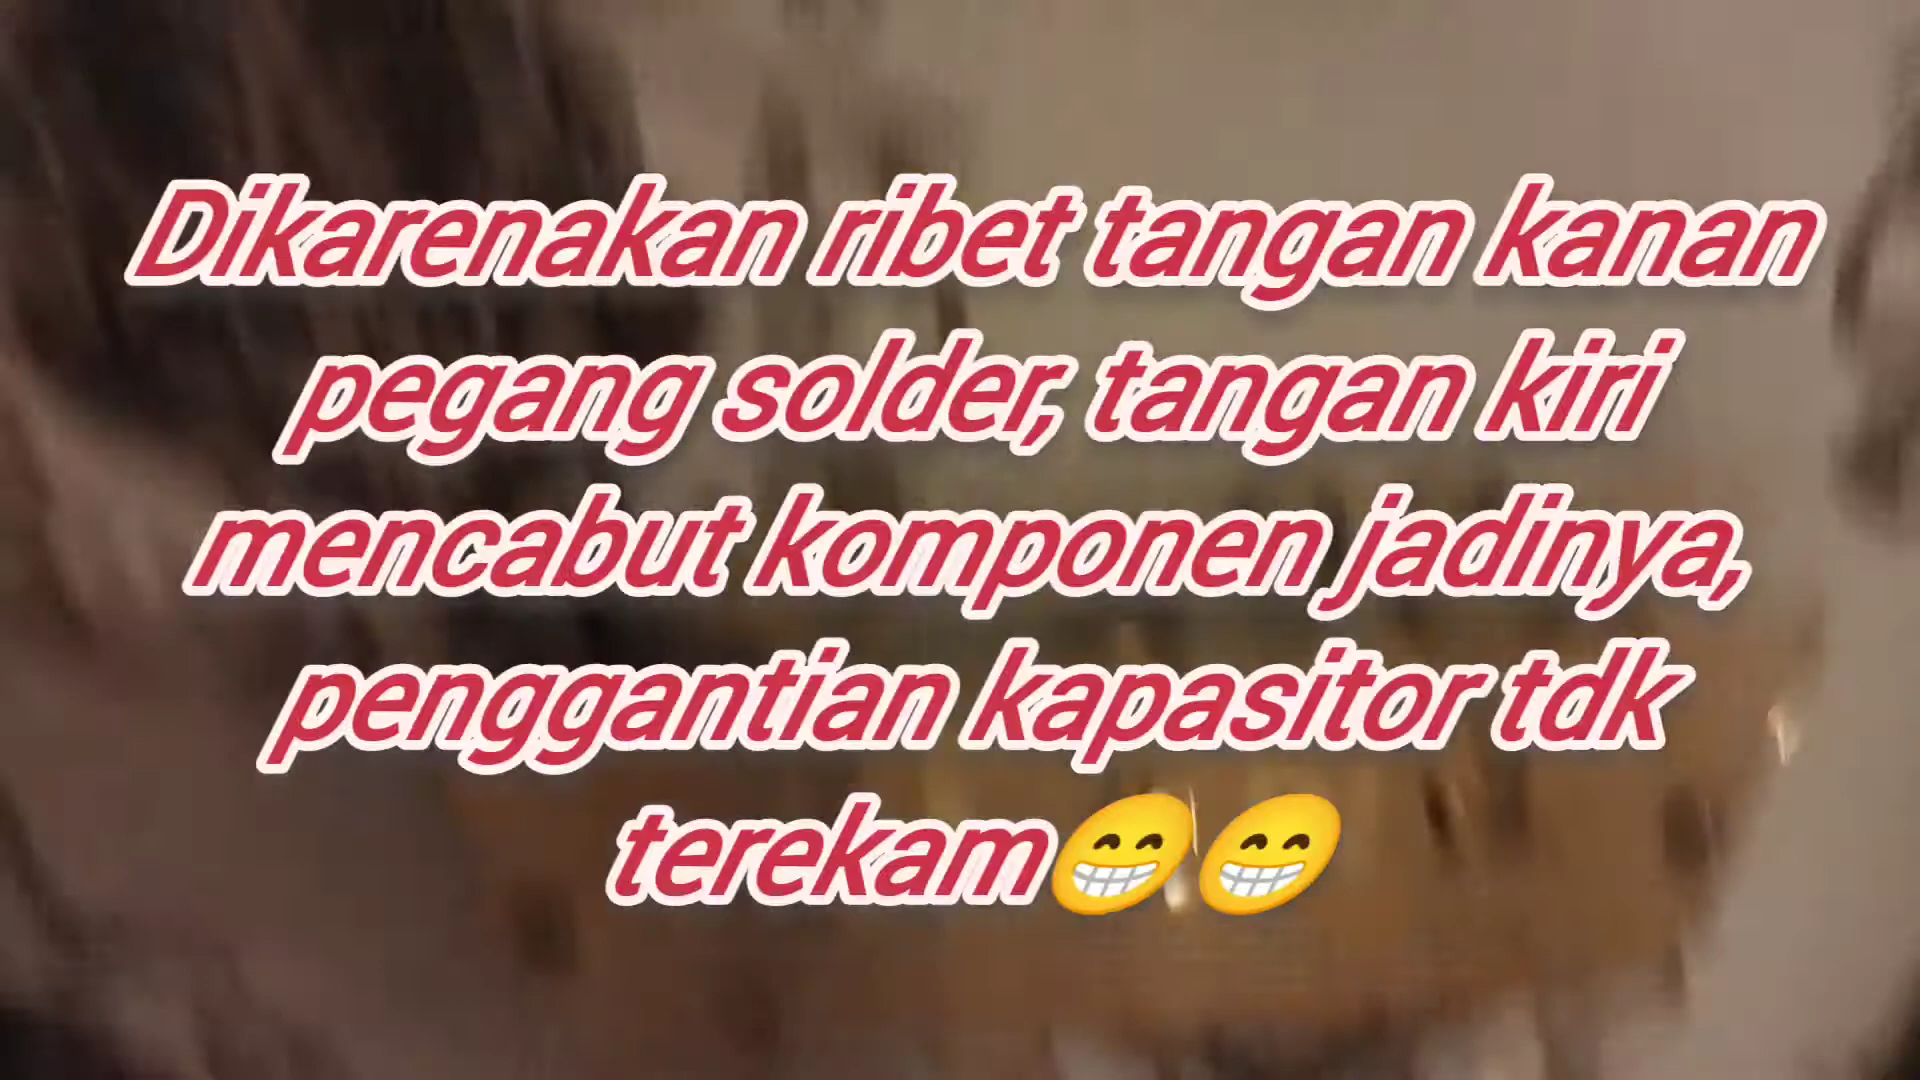 Dikarenakan ribet tangan kanan
pegang solder, tangan kiri
mencabut komponen jadinya,
penggantian kapasitor tdk
terekam😁😁